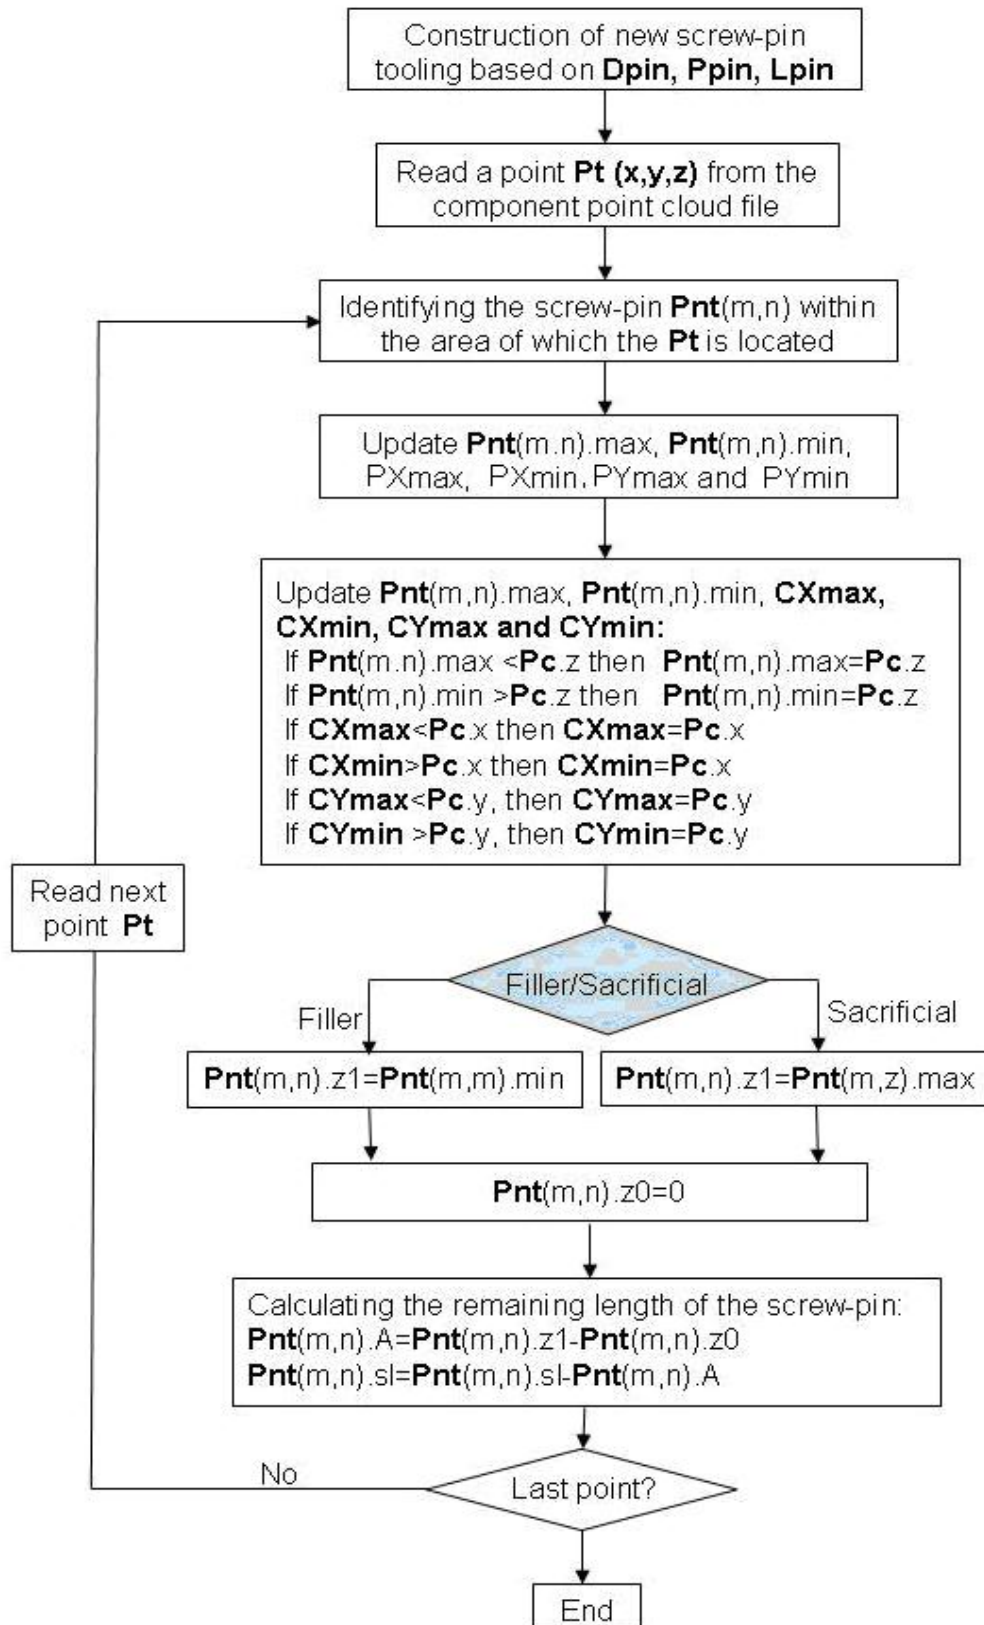 Construction of new screw-pin
tooling based on Dpin, Ppin, Lpin
Read a point Pt (x,y,z) from the
component point cloud file
Identifying the screw-pin Pnt(m,n) within
the area of which the Pt is located
Update Pnt(m.n).max, Pnt(m,n).min,
PXmax, PXmin, PYmax and PYmin
Update Pnt(m,n).max, Pnt(m,n).min, CXmax,
CXmin, CYmax and CYmin:
If Pnt(m.n).max <Pc.z then Pnt(m,n).max=Pc.z
If Pnt(m,n).min >Pc.z then Pnt(m,n).min=Pc.z
If CXmax<Pc.x then CXmax=Pc.x
If CXmin>Pc.x then CXmin=Pc.x
If CYmax<Pc.y, then CYmax=Pc.y
If CYmin >Pc.y, then CYmin=Pc.y
Read next
point Pt
Filler/Sacrificial
Filler
Sacrificial
Pnt(m,n).z1=Pnt(m,m).min
Pnt(m,n).z1=Pnt(m,z).max
Pnt(m,n).z0=0
Calculating the remaining length of the screw-pin:
Pnt(m,n).A=Pnt(m,n).z1-Pnt(m,n).z0
Pnt(m,n).sl=Pnt(m,n).sl-Pnt(m,n).A
No
Last point?
End